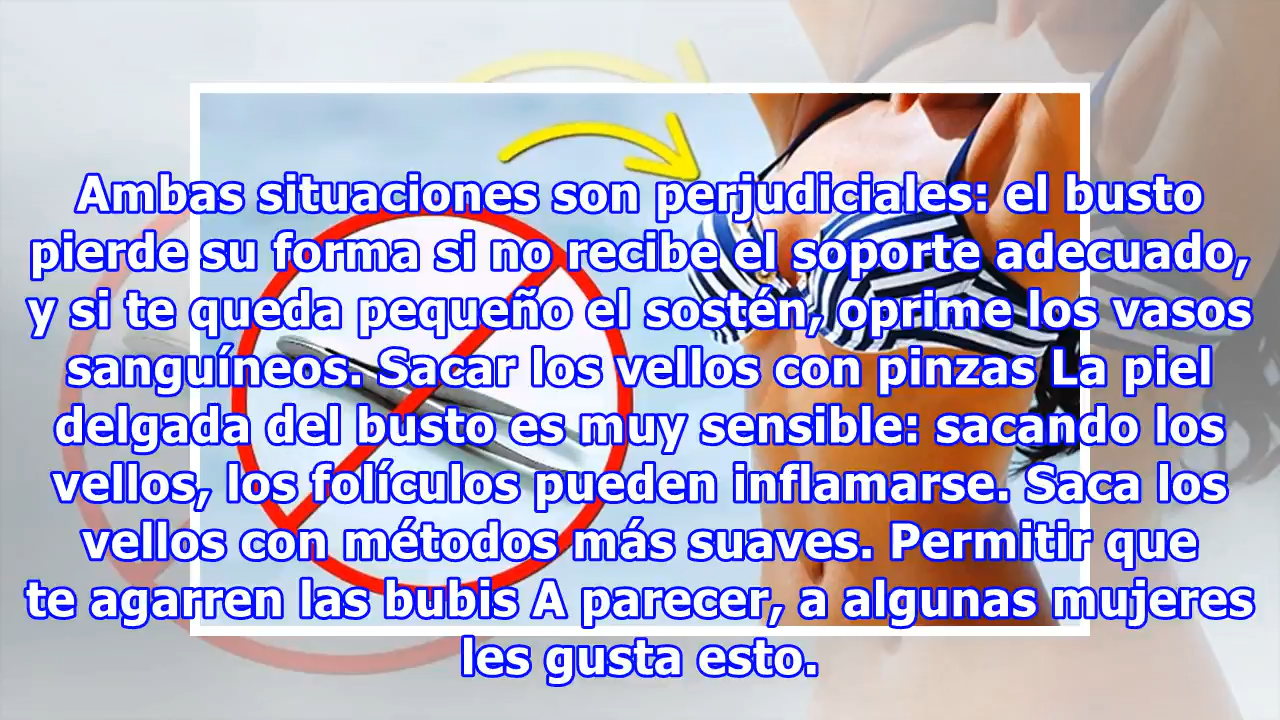 Ambas situaciones son perjudiciales: el busto
pierde su forma si no recibe el soporte adecuado,
y si te queda pequeño el sostén, oprime los vasos
sanguíneos. Sacar los vellos con pinzas La piel
delgada del busto es muy sensible: sacando los
vellos, los folículos pueden inflamarse. Saca los
vellos con métodos más suaves. Permitir que
te agarren las bubis A parecer, a algunas mujeres
les gusta esto.